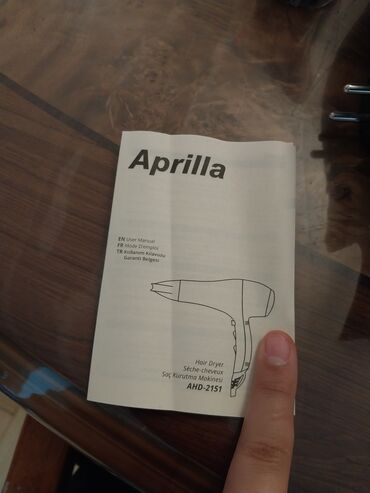 Aprilla
EN User Manual
FR Mode D'emploi
TR Kullanım Kılavuzu
Garanti Belgesi
Hair Dryer
Sèche-cheveux
Saç Kurutma Makinesi
AHD-2151